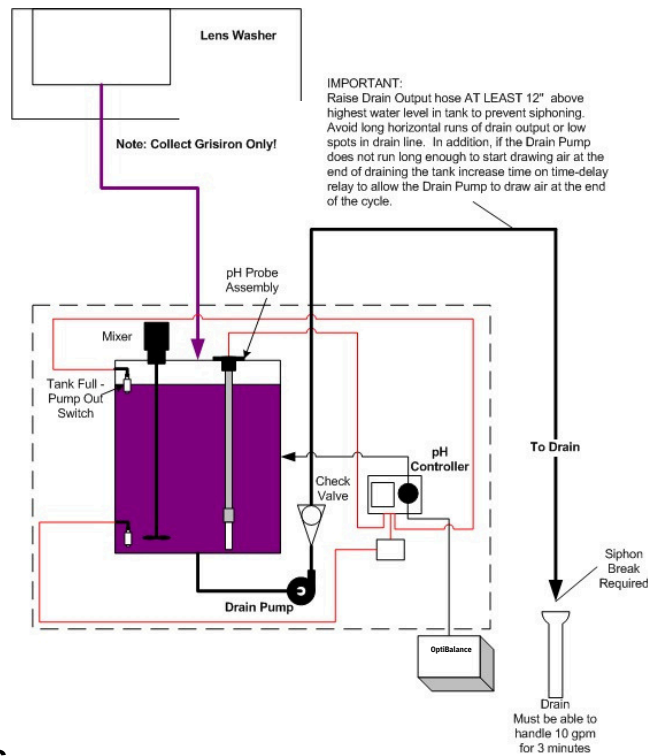 Lens Washer
IMPORTANT:
Raise Drain Output hose AT LEAST 12" above
highest water level in tank to prevent siphoning.
Avoid long horizontal runs of drain output or low
spots in drain line. In addition, if the Drain Pump
does not run long enough to start drawing air at the
end of draining the tank increase time on time-delay
relay to allow the Drain Pump to draw air at the end
of the cycle.
Note: Collect Grisiron Only!
pH Probe
Assembly
Mixer
Tank Full -
Pump Out
Switch
pH
Controller
To Drain
Check
Valve
Siphon
Break
Required
Drain Pump
OptiBalance
Drain
Must be able to
handle 10 gpm
for 3 minutes